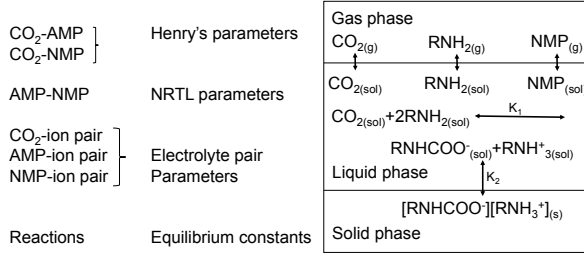 CO₂-AMP
CO₂-NMP
Henry's parameters
AMP-NMP
NRTL parameters
CO₂-ion pair
AMP-ion pair
NMP-ion pair
Electrolyte pair
Parameters
Reactions
Equilibrium constants
Gas phase
CO₂(g) RNH₂(g) NMP(g)
CO₂(sol) RNH₂(sol) NMP(sol
CO₂(sol)+2RNH₂(sol) K₁
RNHCOO⁻(sol)+RNH⁺₃(sol)
Liquid phase K₂
[RNHCOO⁻][RNH₃⁺](s)
Solid phase